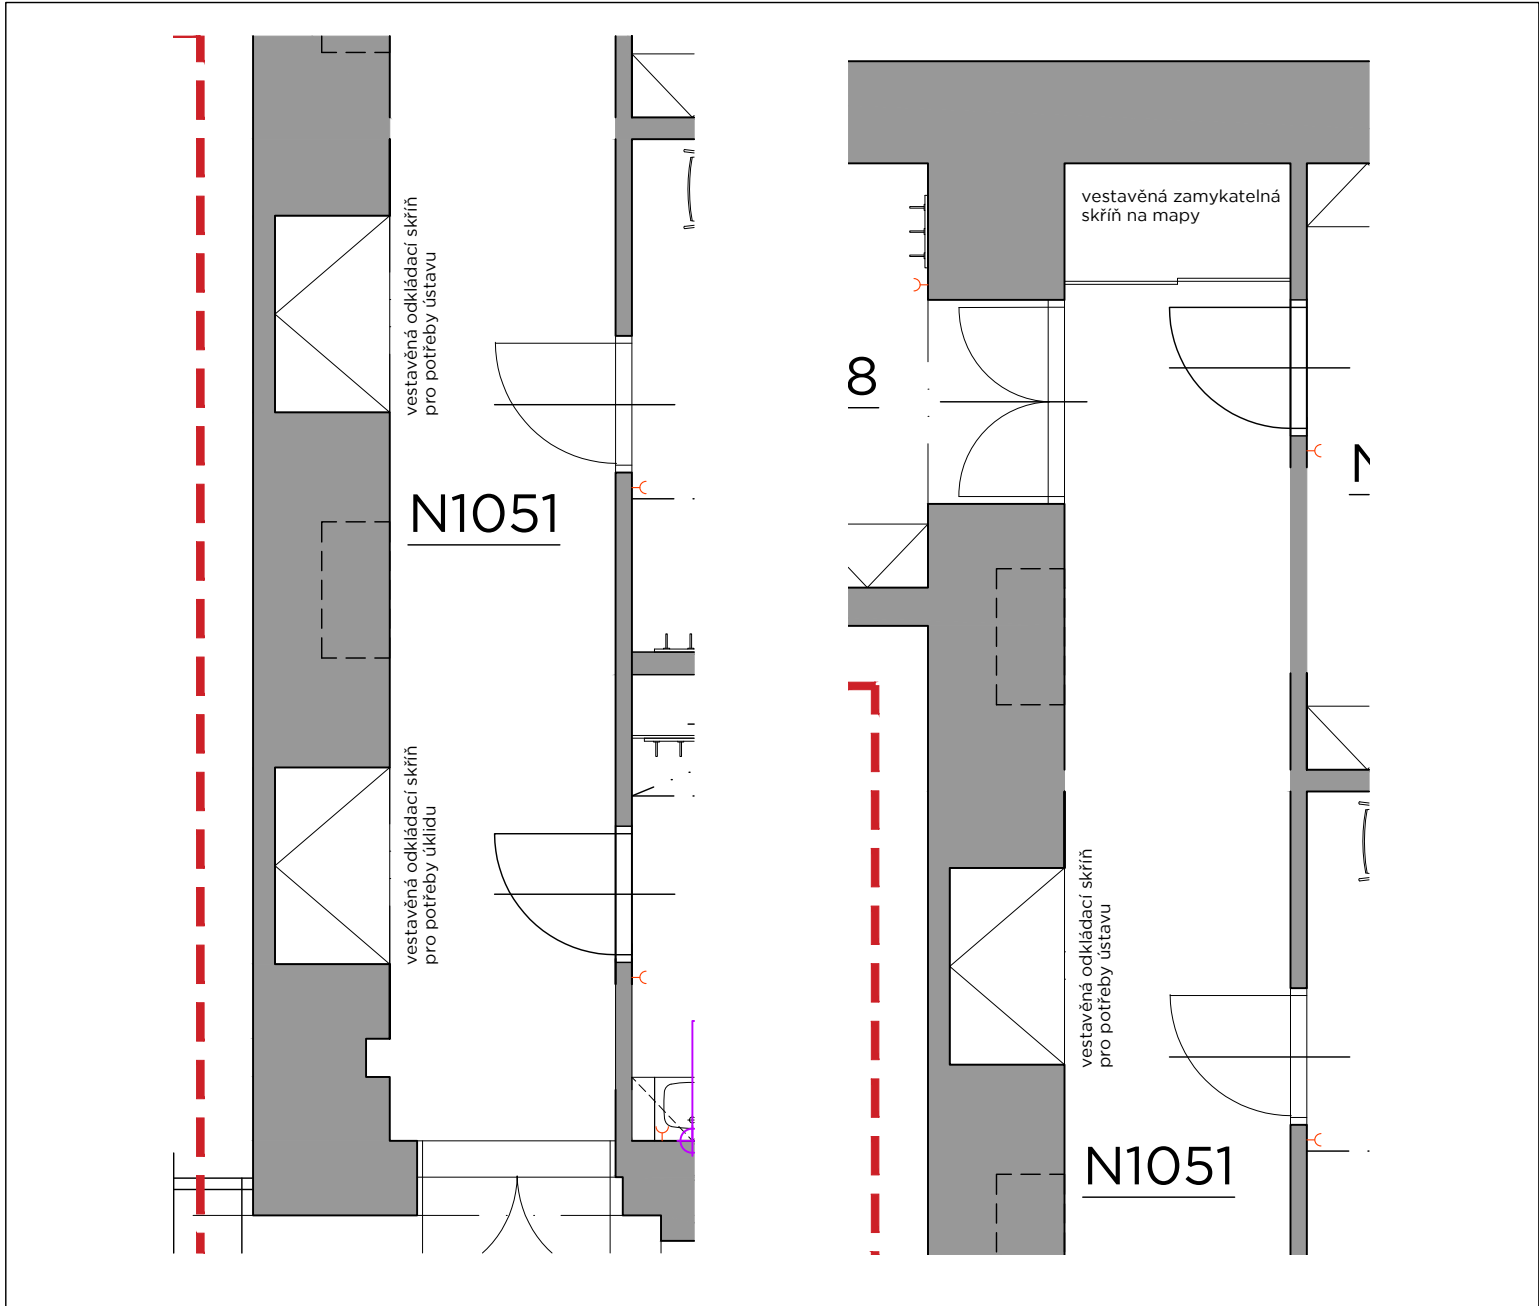 vestavěná odkládací skříň
pro potřeby ústavu
N1051
vestavěná odkládací skříň
pro potřeby úklidu
vestavěná zamykatelná
skříň na mapy
8
vestavěná odkládací skříň
pro potřeby ústavu
N1051